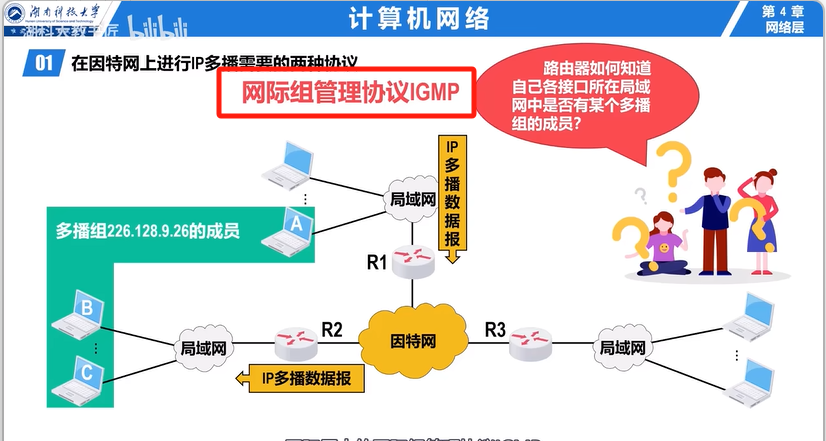 湖南科技大学
Hunan University of Science and Technology
计算机网络
第 4 章
网络层
湖科大教书匠
bilibili
01
在因特网上进行IP多播需要的两种协议
网际组管理协议IGMP
路由器如何知道
自己各接口所在局域
网中是否有某个多播
组的成员?
IP多播数据报
局域网
多播组226.128.9.26的成员
A
R1
B
C
局域网
R2
因特网
R3
局域网
IP多播数据报